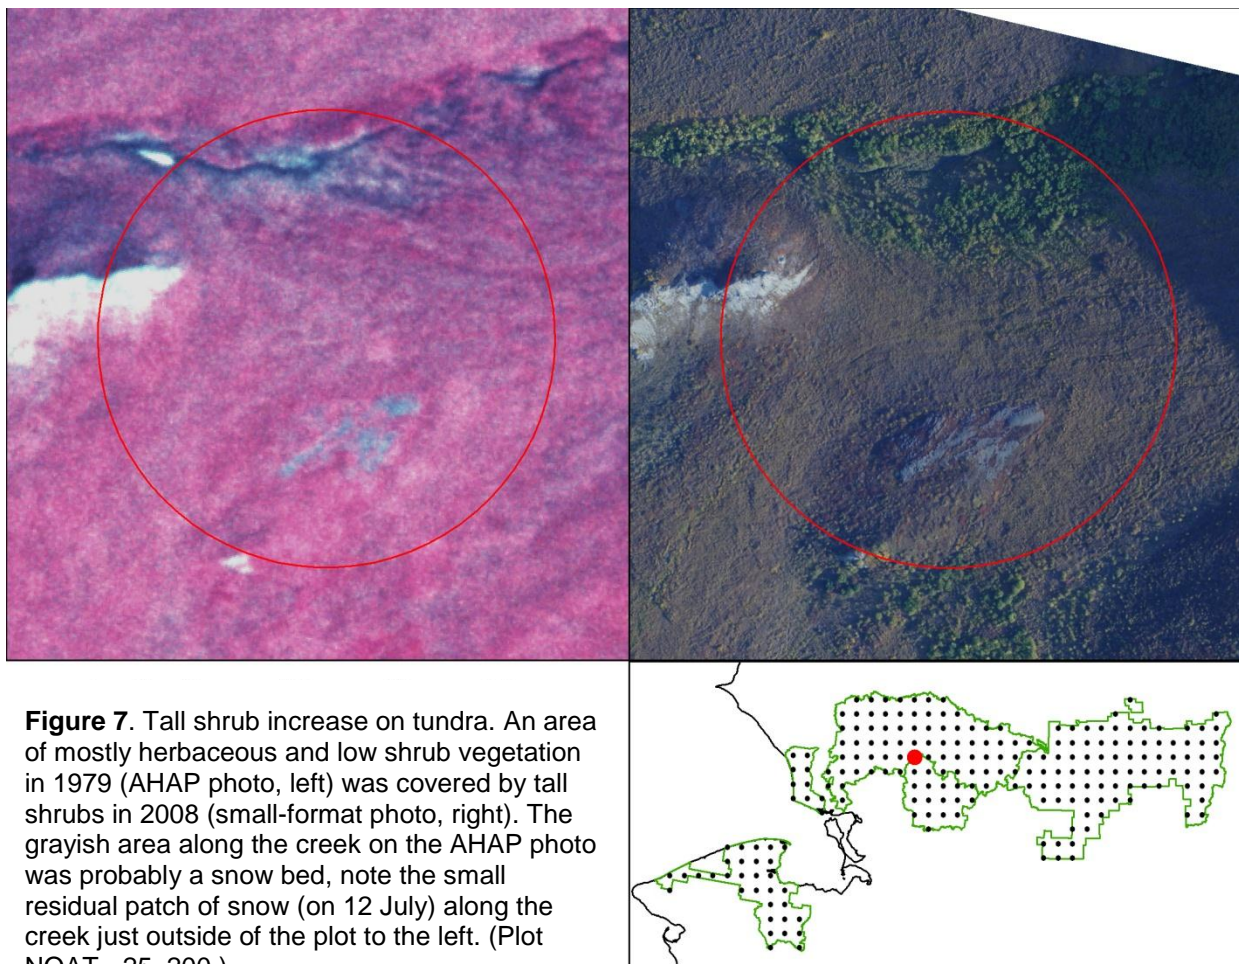 Figure 7. Tall shrub increase on tundra. An area
of mostly herbaceous and low shrub vegetation
in 1979 (AHAP photo, left) was covered by tall
shrubs in 2008 (small-format photo, right). The
grayish area along the creek on the AHAP photo
was probably a snow bed, note the small
residual patch of snow (on 12 July) along the
creek just outside of the plot to the left. (Plot